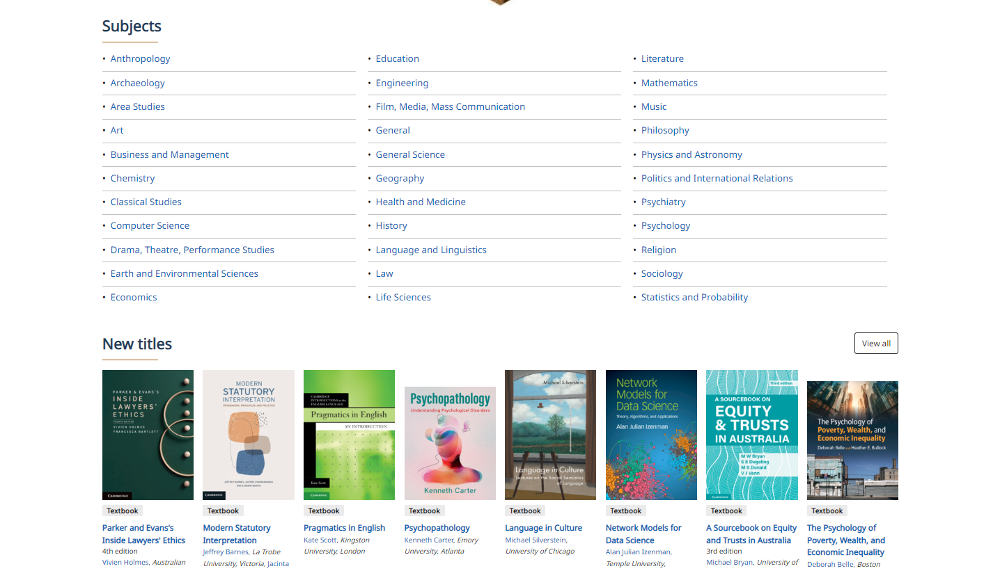 Subjects
• Anthropology
• Archaeology
• Area Studies
• Art
• Business and Management
• Chemistry
• Classical Studies
• Computer Science
• Drama, Theatre, Performance Studies
• Earth and Environmental Sciences
• Economics
• Education
• Engineering
• Film, Media, Mass Communication
• General
• General Science
• Geography
• Health and Medicine
• History
• Language and Linguistics
• Law
• Life Sciences
• Literature
• Mathematics
• Music
• Philosophy
• Physics and Astronomy
• Politics and International Relations
• Psychiatry
• Psychology
• Religion
• Sociology
• Statistics and Probability
New titles
View all
PARKER & EVANS'S
INSIDE
LAWYERS'
ETHICS
FOURTH EDITION
VIVIEN HOLMES
FRANCESCA BARTLETT
CAMBRIDGE
Textbook
Parker and Evans's
Inside Lawyers' Ethics
4th edition
Vivien Holmes, Australian
MODERN
STATUTORY
INTERPRETATION
FRAMEWORK, PRINCIPLES AND PRACTICE
CAMBRIDGE
Textbook
Modern Statutory
Interpretation
Jeffrey Barnes, La Trobe
University, Victoria, Jacinta
CAMBRIDGE
INTRODUCTIONS to the
ENGLISH LANGUAGE
Pragmatics in English
AN INTRODUCTION
Kate Scott
CAMBRIDGE
Textbook
Pragmatics in English
Kate Scott, Kingston
University, London
Psychopathology
Understanding Psychological Disorders
Kenneth Carter
Textbook
Psychopathology
Kenneth Carter, Emory
University, Atlanta
Michael Silverstein
Language in Culture
Lectures on the Social Semiotics
of Language
Textbook
Language in Culture
Michael Silverstein,
University of Chicago
Network
Models for
Data Science
Theory, Algorithms, and Applications
Alan Julian Izenman
Textbook
Network Models for
Data Science
Alan Julian Izenman,
Temple University,
Third edition
A SOURCEBOOK ON
EQUITY
& TRUSTS
IN AUSTRALIA
M W Bryan
S E Degeling
M S Donald
V J Vann
CAMBRIDGE
Textbook
A Sourcebook on Equity
and Trusts in Australia
3rd edition
Michael Bryan, University of
The Psychology of
Poverty, Wealth, and
Economic Inequality
Deborah Belle and Heather E. Bullock
Textbook
The Psychology of
Poverty, Wealth, and
Economic Inequality
Deborah Belle, Boston